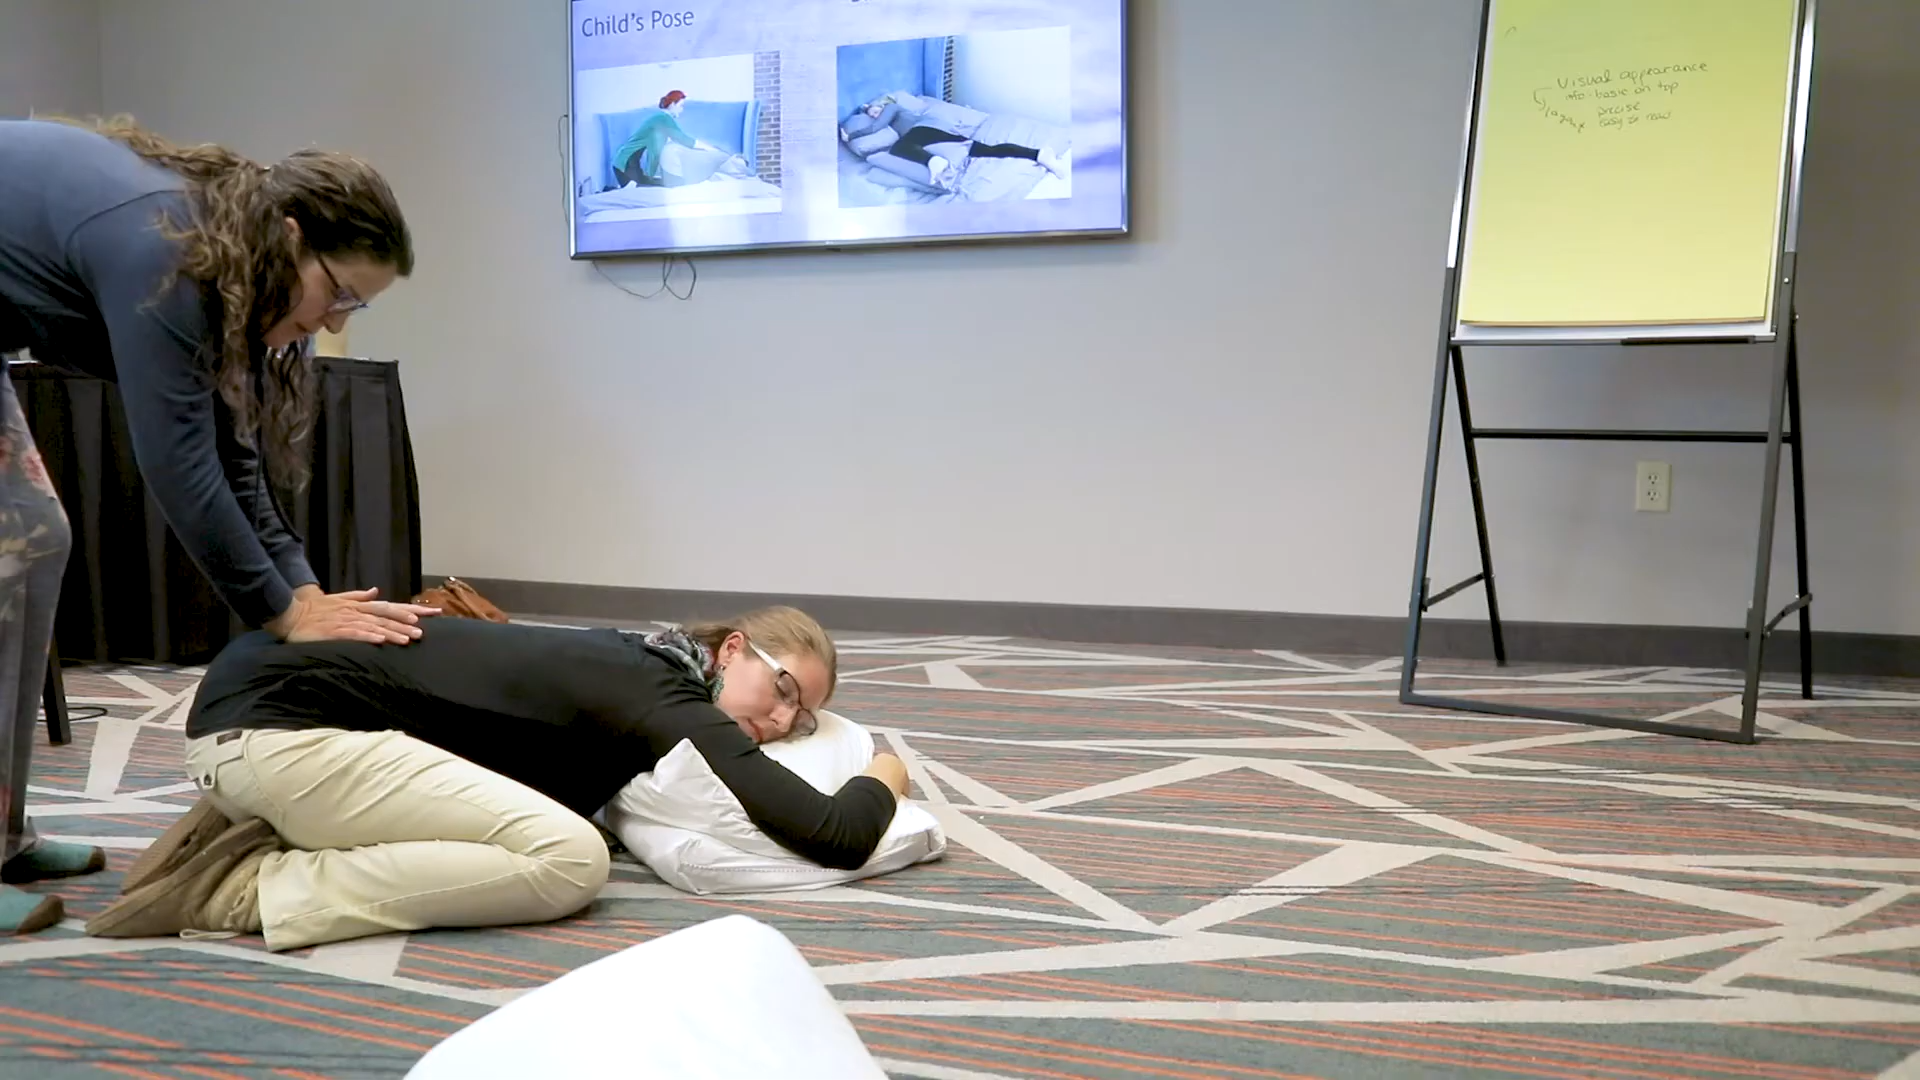 Child's Pose
Visual appearance
info-basic on top
precise
easy to read